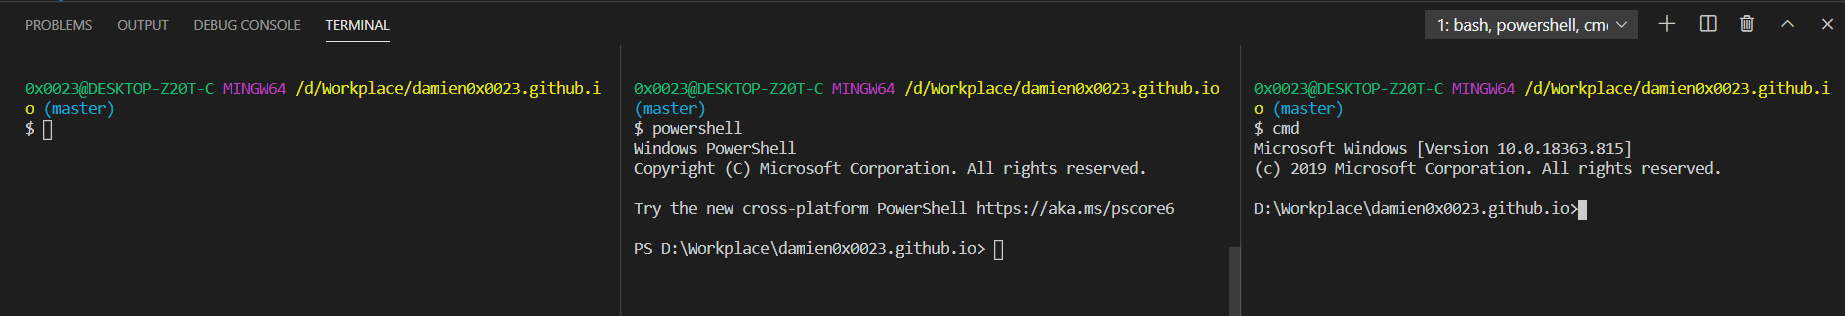 PROBLEMS OUTPUT DEBUG CONSOLE TERMINAL
1: bash, powershell, cm
0x0023@DESKTOP-Z20T-C MINGW64 /d/Workplace/damien0x0023.github.i
o (master)
$
0x0023@DESKTOP-Z20T-C MINGW64 /d/Workplace/damien0x0023.github.io
(master)
$ powershell
Windows PowerShell
Copyright (C) Microsoft Corporation. All rights reserved.
Try the new cross-platform PowerShell https://aka.ms/pscore6
PS D:\Workplace\damien0x0023.github.io>
0x0023@DESKTOP-Z20T-C MINGW64 /d/Workplace/damien0x0023.github.i
o (master)
$ cmd
Microsoft Windows [Version 10.0.18363.815]
(c) 2019 Microsoft Corporation. All rights reserved.
D:\Workplace\damien0x0023.github.io>